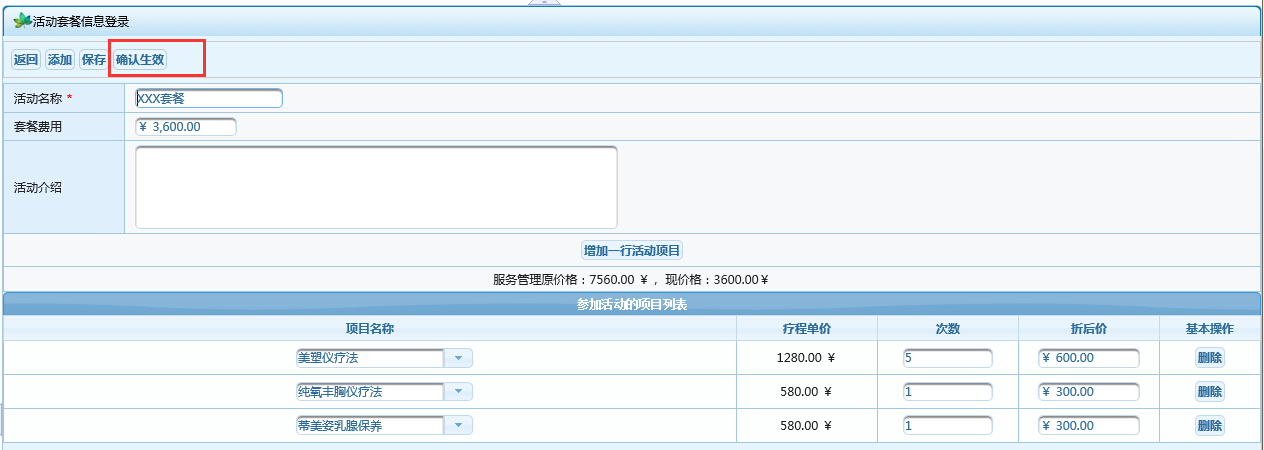 活动套餐信息登录
返回 添加 保存 确认生效
活动名称 * XXX套餐
套餐费用 ¥ 3,600.00
活动介绍
增加一行活动项目
服务管理原价格：7560.00 ¥ ，现价格：3600.00 ¥
参加活动的项目列表
项目名称 疗程单价 次数 折后价 基本操作
美塑仪疗法 1280.00 ¥ 5 ¥ 600.00 删除
纯氧丰胸仪疗法 580.00 ¥ 1 ¥ 300.00 删除
蒂美姿乳腺保养 580.00 ¥ 1 ¥ 300.00 删除